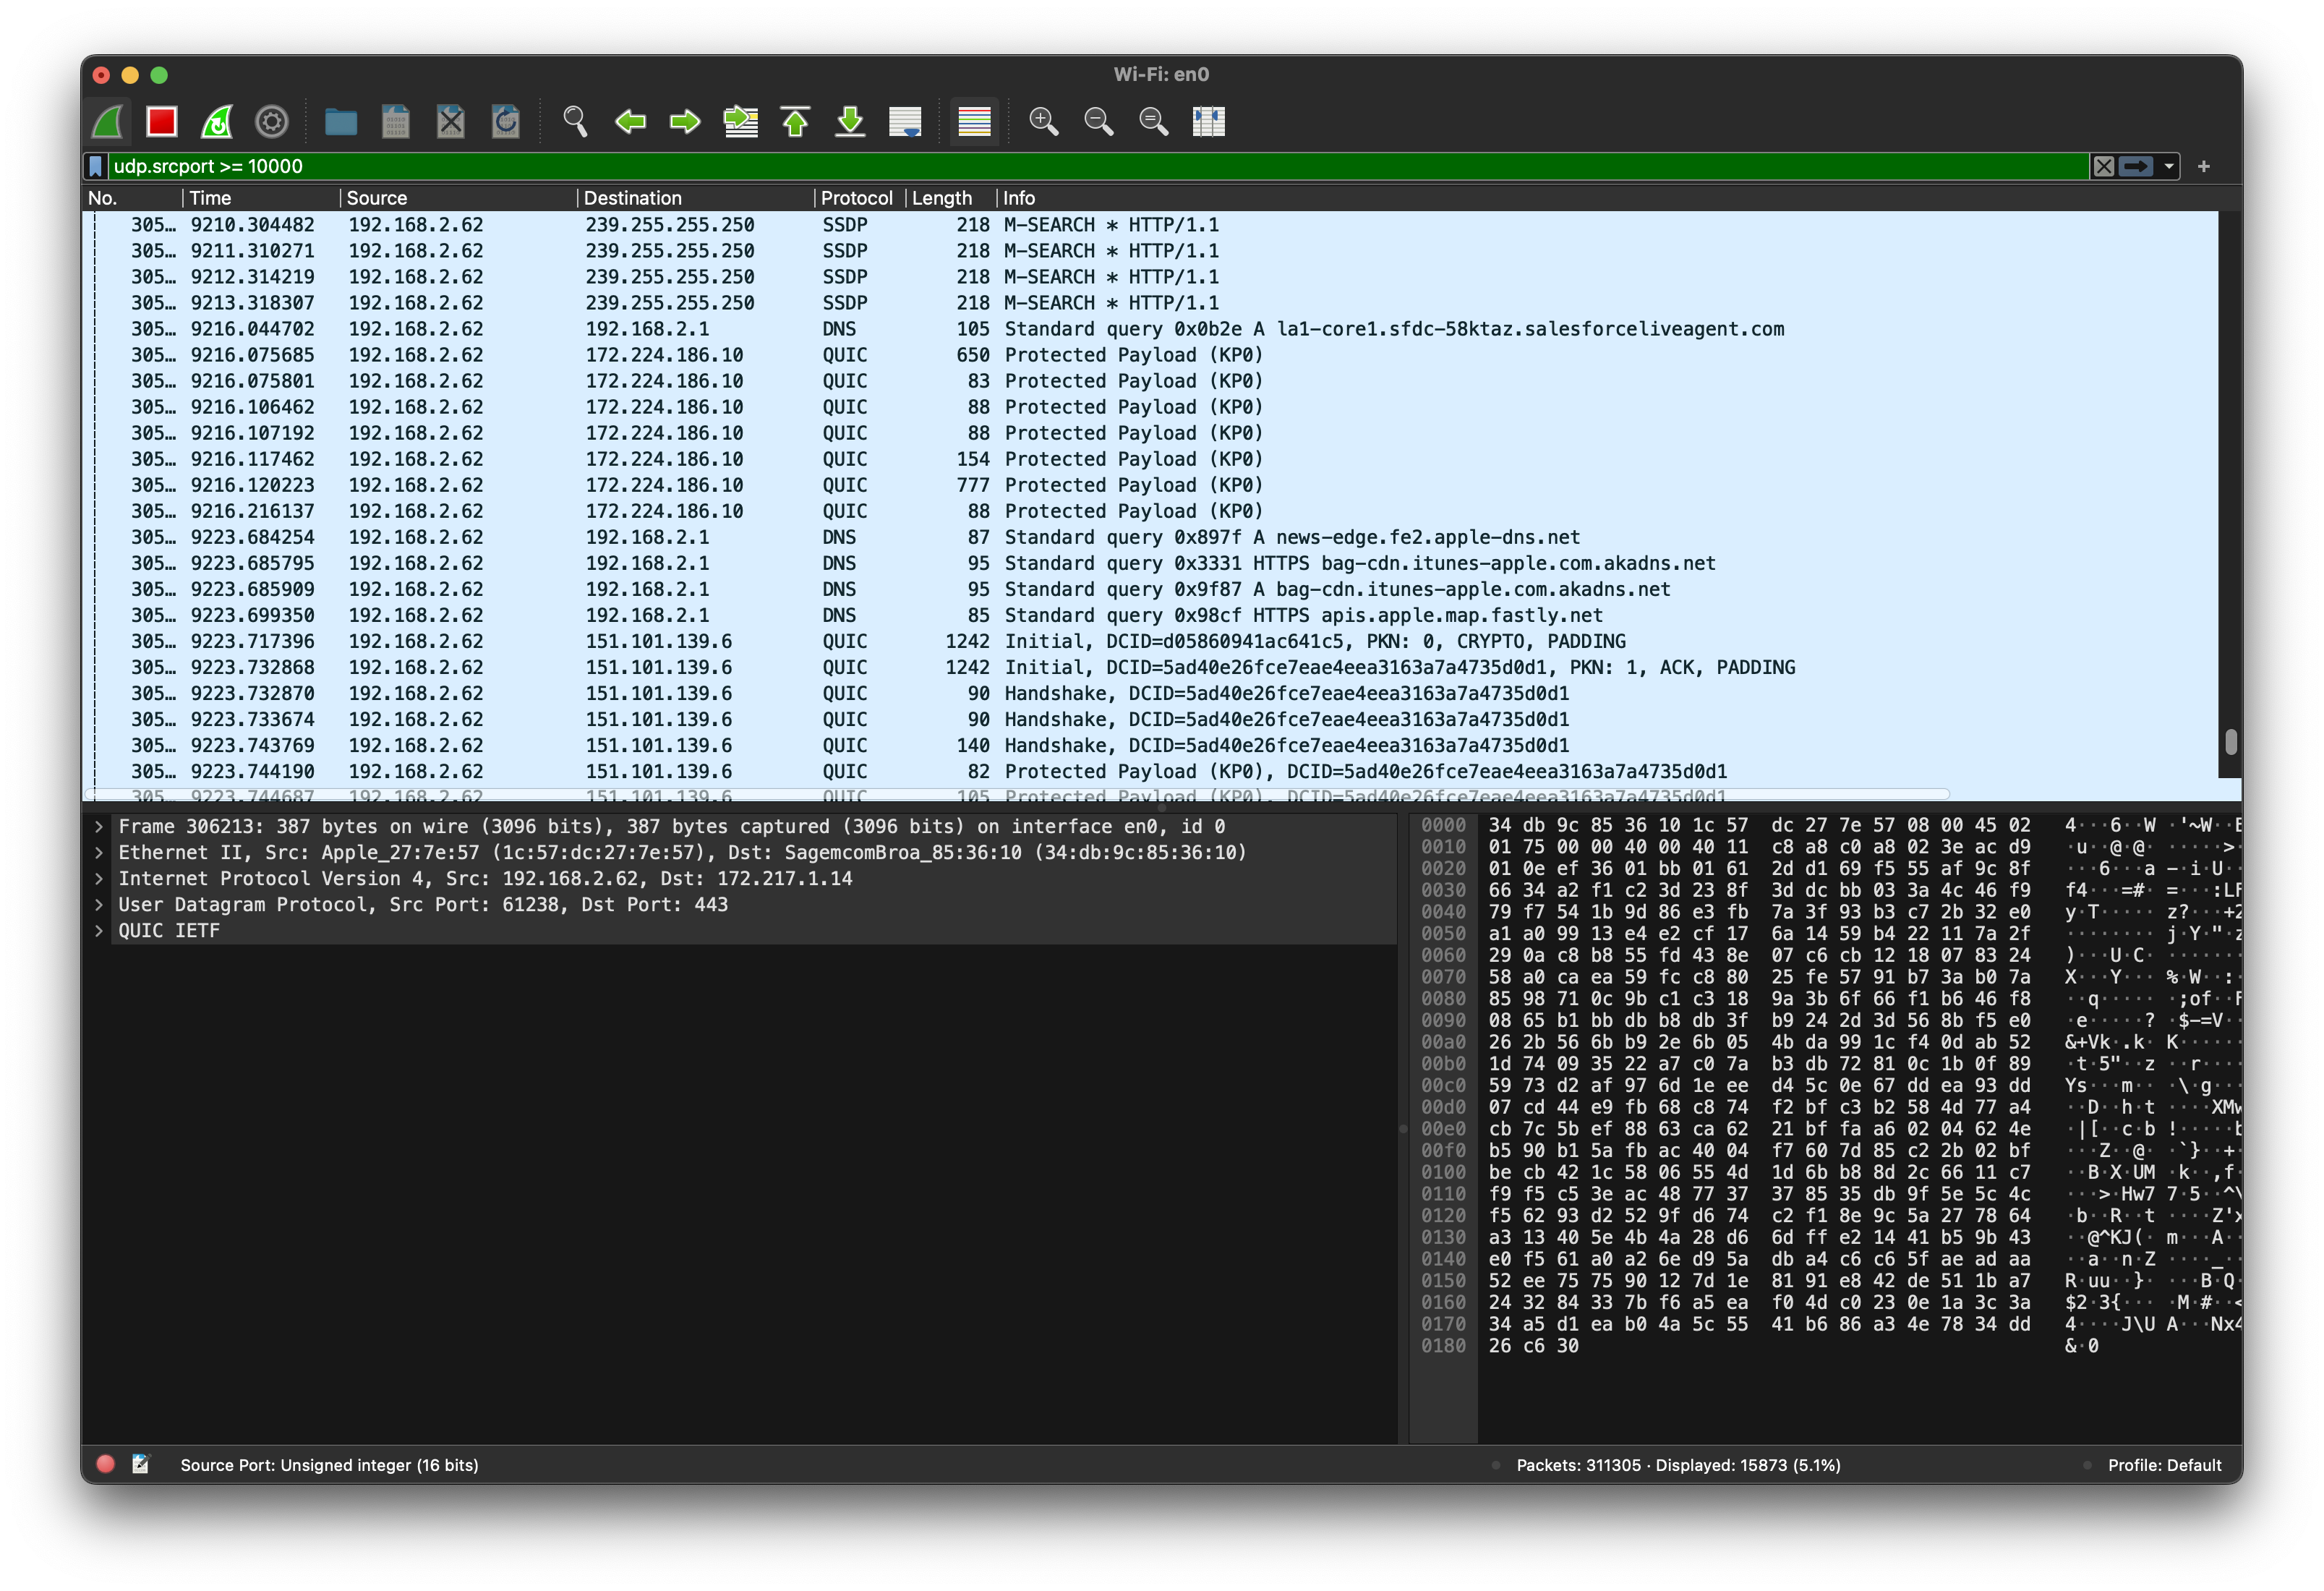 Wi-Fi: en0
udp.srcport >= 10000
No. Time Source Destination Protocol Length Info
305… 9210.304482 192.168.2.62 239.255.255.250 SSDP 218 M-SEARCH * HTTP/1.1
305… 9211.310271 192.168.2.62 239.255.255.250 SSDP 218 M-SEARCH * HTTP/1.1
305… 9212.314219 192.168.2.62 239.255.255.250 SSDP 218 M-SEARCH * HTTP/1.1
305… 9213.318307 192.168.2.62 239.255.255.250 SSDP 218 M-SEARCH * HTTP/1.1
305… 9216.044702 192.168.2.62 192.168.2.1 DNS 105 Standard query 0x0b2e A la1-core1.sfdc-58ktaz.salesforceliveagent.com
305… 9216.075685 192.168.2.62 172.224.186.10 QUIC 650 Protected Payload (KP0)
305… 9216.075801 192.168.2.62 172.224.186.10 QUIC 83 Protected Payload (KP0)
305… 9216.106462 192.168.2.62 172.224.186.10 QUIC 88 Protected Payload (KP0)
305… 9216.107192 192.168.2.62 172.224.186.10 QUIC 88 Protected Payload (KP0)
305… 9216.117462 192.168.2.62 172.224.186.10 QUIC 154 Protected Payload (KP0)
305… 9216.120223 192.168.2.62 172.224.186.10 QUIC 777 Protected Payload (KP0)
305… 9216.216137 192.168.2.62 172.224.186.10 QUIC 88 Protected Payload (KP0)
305… 9223.684254 192.168.2.62 192.168.2.1 DNS 87 Standard query 0x897f A news-edge.fe2.apple-dns.net
305… 9223.685795 192.168.2.62 192.168.2.1 DNS 95 Standard query 0x3331 HTTPS bag-cdn.itunes-apple.com.akadns.net
305… 9223.685909 192.168.2.62 192.168.2.1 DNS 95 Standard query 0x9f87 A bag-cdn.itunes-apple.com.akadns.net
305… 9223.699350 192.168.2.62 192.168.2.1 DNS 85 Standard query 0x98cf HTTPS apis.apple.map.fastly.net
305… 9223.717396 192.168.2.62 151.101.139.6 QUIC 1242 Initial, DCID=d05860941ac641c5, PKN: 0, CRYPTO, PADDING
305… 9223.732868 192.168.2.62 151.101.139.6 QUIC 1242 Initial, DCID=5ad40e26fce7eae4eea3163a7a4735d0d1, PKN: 1, ACK, PADDING
305… 9223.732870 192.168.2.62 151.101.139.6 QUIC 90 Handshake, DCID=5ad40e26fce7eae4eea3163a7a4735d0d1
305… 9223.733674 192.168.2.62 151.101.139.6 QUIC 90 Handshake, DCID=5ad40e26fce7eae4eea3163a7a4735d0d1
305… 9223.743769 192.168.2.62 151.101.139.6 QUIC 140 Handshake, DCID=5ad40e26fce7eae4eea3163a7a4735d0d1
305… 9223.744190 192.168.2.62 151.101.139.6 QUIC 82 Protected Payload (KP0), DCID=5ad40e26fce7eae4eea3163a7a4735d0d1
305… 9223.744687 192.168.2.62 151.101.139.6 QUIC 105 Protected Payload (KP0), DCID=5ad40e26fce7eae4eea3163a7a4735d0d1
Frame 306213: 387 bytes on wire (3096 bits), 387 bytes captured (3096 bits) on interface en0, id 0
Ethernet II, Src: Apple_27:7e:57 (1c:57:dc:27:7e:57), Dst: SagemcomBroa_85:36:10 (34:db:9c:85:36:10)
Internet Protocol Version 4, Src: 192.168.2.62, Dst: 172.217.1.14
User Datagram Protocol, Src Port: 61238, Dst Port: 443
QUIC IETF
0000 34 db 9c 85 36 10 1c 57 dc 27 7e 57 08 00 45 02 4···6··W ·'~W··E
0010 01 75 00 00 40 00 40 11 c8 a8 c0 a8 02 3e ac d9 ·u··@·@· ·····>·
0020 01 0e ef 36 01 bb 01 61 2d d1 69 f5 55 af 9c 8f ···6···a -·i·U··
0030 66 34 a2 f1 c2 3d 23 8f 3d dc bb 03 3a 4c 46 f9 f4···=#· =···:LF
0040 79 f7 54 1b 9d 86 e3 fb 7a 3f 93 b3 c7 2b 32 e0 y·T····· z?···+2
0050 a1 a0 99 13 e4 e2 cf 17 6a 14 59 b4 22 11 7a 2f ········ j·Y·"·z
0060 29 0a c8 b8 55 fd 43 8e 07 c6 cb 12 18 07 83 24 )···U·C· ·······
0070 58 a0 ca ea 59 fc c8 80 25 fe 57 91 b7 3a b0 7a X···Y··· %·W··:·
0080 85 98 71 0c 9b c1 c3 18 9a 3b 6f 66 f1 b6 46 f8 ··q····· ·;of··F
0090 08 65 b1 bb db b8 db 3f b9 24 2d 3d 56 8b f5 e0 ·e·····? ·$-=V··
00a0 26 2b 56 6b b9 2e 6b 05 4b da 99 1c f4 0d ab 52 &+Vk·.k· K······
00b0 1d 74 09 35 22 a7 c0 7a b3 db 72 81 0c 1b 0f 89 ·t·5"··z ··r····
00c0 59 73 d2 af 97 6d 1e ee d4 5c 0e 67 dd ea 93 dd Ys···m·· ·\·g···
00d0 07 cd 44 e9 fb 68 c8 74 f2 bf c3 b2 58 4d 77 a4 ··D··h·t ····XMw
00e0 cb 7c 5b ef 88 63 ca 62 21 bf fa a6 02 04 62 4e ·|[··c·b !·····b
00f0 b5 90 b1 5a fb ac 40 04 f7 60 7d 85 c2 2b 02 bf ···Z··@· ·`}··+·
0100 be cb 42 1c 58 06 55 4d 1d 6b b8 8d 2c 66 11 c7 ··B·X·UM ·k··,f·
0110 f9 f5 c5 3e ac 48 77 37 37 85 35 db 9f 5e 5c 4c ···>·Hw7 7·5··^\
0120 f5 62 93 d2 52 9f d6 74 c2 f1 8e 9c 5a 27 78 64 ·b··R··t ····Z'x
0130 a3 13 40 5e 4b 4a 28 d6 6d ff e2 14 41 b5 9b 43 ··@^KJ(· m···A··
0140 e0 f5 61 a0 a2 6e d9 5a db a4 c6 c6 5f ae ad aa ··a··n·Z ····_··
0150 52 ee 75 75 90 12 7d 1e 81 91 e8 42 de 51 1b a7 R·uu··}· ···B·Q·
0160 24 32 84 33 7b f6 a5 ea f0 4d c0 23 0e 1a 3c 3a $2·3{··· ·M·#··<
0170 34 a5 d1 ea b0 4a 5c 55 41 b6 86 a3 4e 78 34 dd 4····J\U A···Nx4
0180 26 c6 30 &·0
Source Port: Unsigned integer (16 bits) Packets: 311305 · Displayed: 15873 (5.1%) Profile: Default